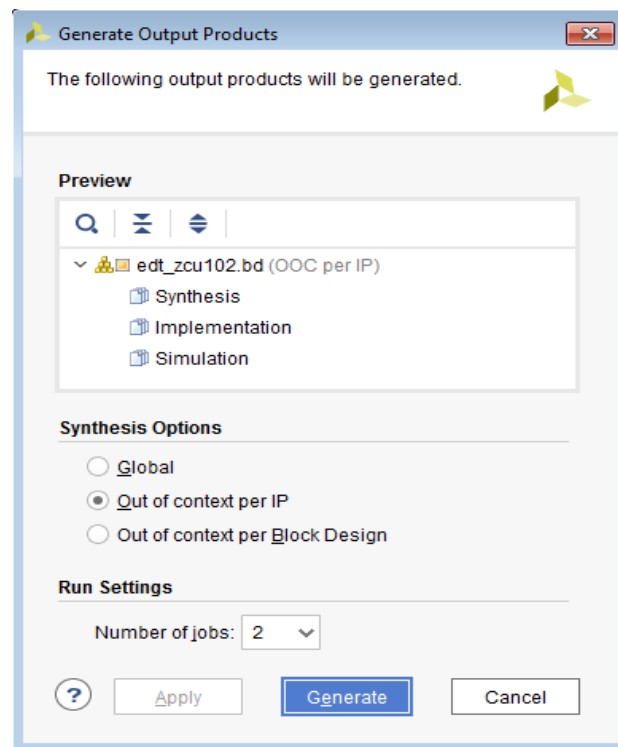 Generate Output Products
The following output products will be generated.
Preview
edt_zcu102.bd (OOC per IP)
Synthesis
Implementation
Simulation
Synthesis Options
Global
Out of context per IP
Out of context per Block Design
Run Settings
Number of jobs: 2
? Apply Generate Cancel